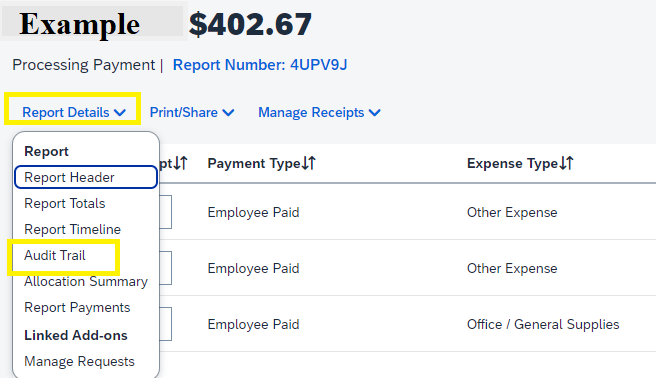 Example $402.67
Processing Payment | Report Number: 4UPV9J
Report Details Print/Share Manage Receipts
Report
Report Header
Report Totals
Report Timeline
Audit Trail
Allocation Summary
Report Payments
Linked Add-ons
Manage Requests
pt Payment Type Expense Type
Employee Paid Other Expense
Employee Paid Other Expense
Employee Paid Office / General Supplies